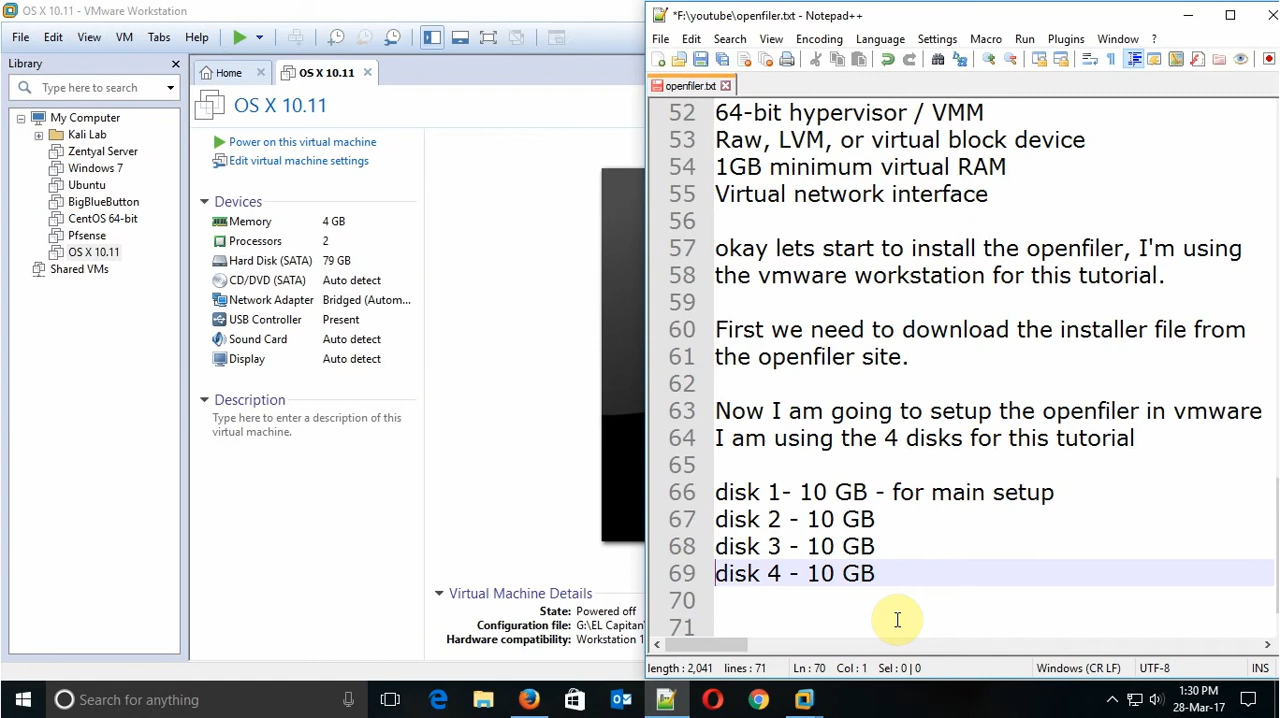 OS X 10.11 - VMware Workstation
File Edit View VM Tabs Help
Library
Type here to search
My Computer
Kali Lab
Zentyal Server
Windows 7
Ubuntu
BigBlueButton
CentOS 64-bit
Pfsense
OS X 10.11
Shared VMs
Home
OS X 10.11
OS X 10.11
Power on this virtual machine
Edit virtual machine settings
Devices
Memory 4 GB
Processors 2
Hard Disk (SATA) 79 GB
CD/DVD (SATA) Auto detect
Network Adapter Bridged (Autom...
USB Controller Present
Sound Card Auto detect
Display Auto detect
Description
Type here to enter a description of this
virtual machine.
Virtual Machine Details
State: Powered off
Configuration file: G:\EL Capitan
Hardware compatibility: Workstation 1
*F:\youtube\openfiler.txt - Notepad++
File Edit Search View Encoding Language Settings Macro Run Plugins Window ?
openfiler.txt
52 64-bit hypervisor / VMM
53 Raw, LVM, or virtual block device
54 1GB minimum virtual RAM
55 Virtual network interface
56
57 okay lets start to install the openfiler, I'm using
58 the vmware workstation for this tutorial.
59
60 First we need to download the installer file from
61 the openfiler site.
62
63 Now I am going to setup the openfiler in vmware
64 I am using the 4 disks for this tutorial
65
66 disk 1- 10 GB - for main setup
67 disk 2 - 10 GB
68 disk 3 - 10 GB
69 disk 4 - 10 GB
70
71
length : 2,041 lines : 71 Ln : 70 Col : 1 Sel : 0 | 0 Windows (CR LF) UTF-8 INS
Search for anything
1:30 PM
28-Mar-17